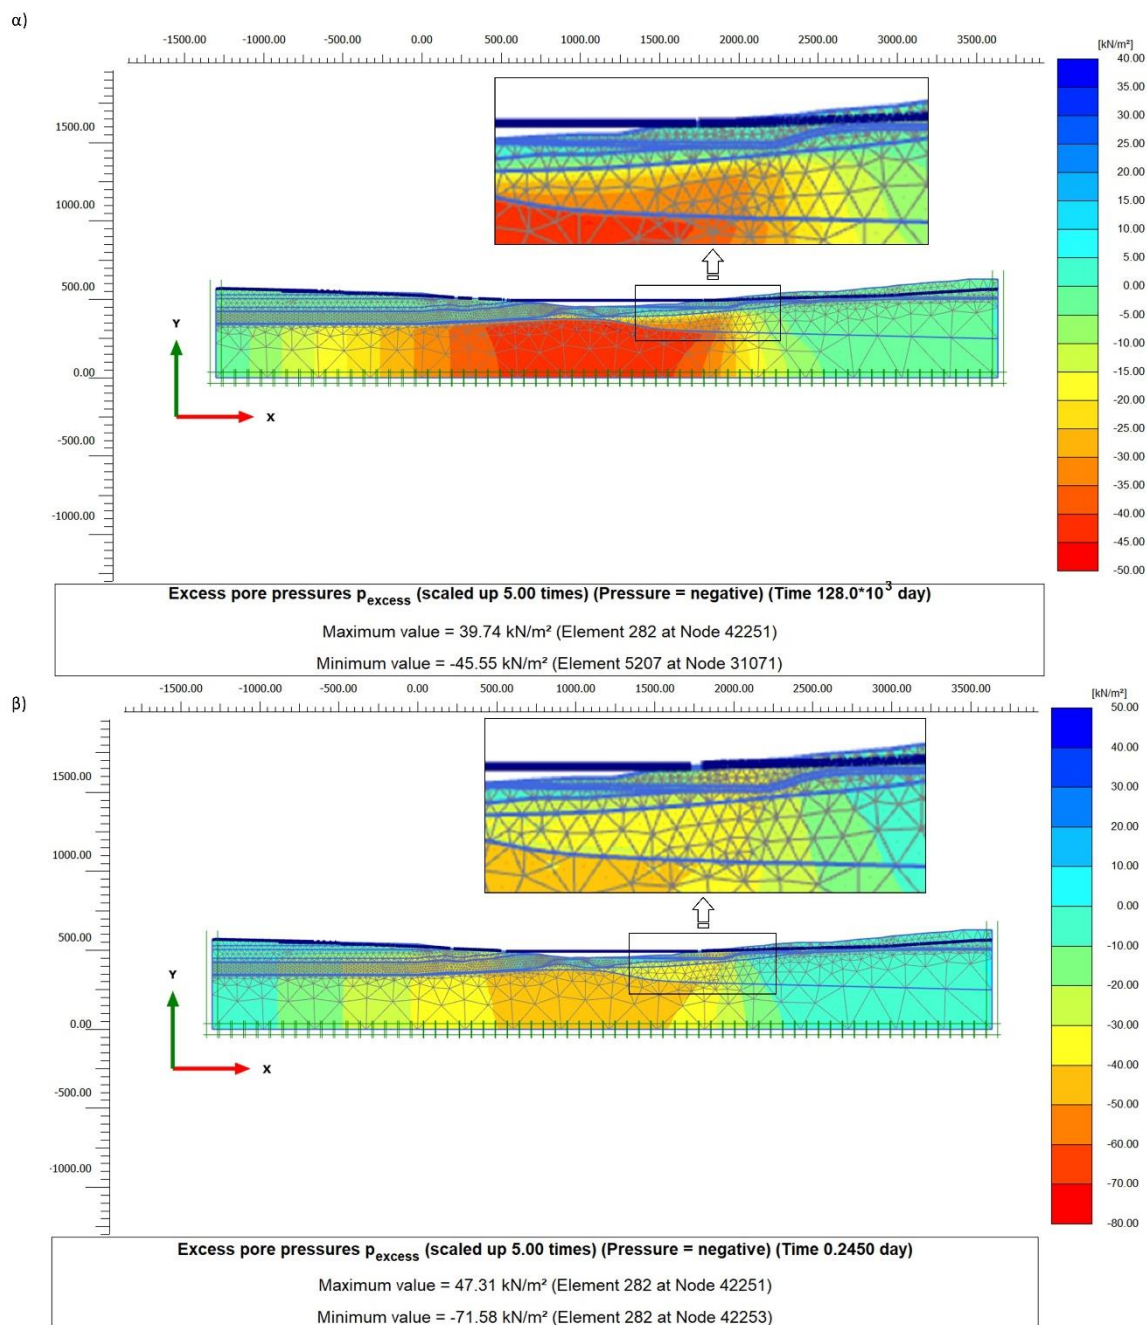 α)
-1500.00 -1000.00 -500.00 0.00 500.00 1000.00 1500.00 2000.00 2500.00 3000.00 3500.00
[kN/m²]
40.00
35.00
30.00
25.00
20.00
15.00
10.00
5.00
0.00
-5.00
-10.00
-15.00
-20.00
-25.00
-30.00
-35.00
-40.00
-45.00
-50.00
1500.00
1000.00
500.00
0.00
-500.00
-1000.00
Y
X
Excess pore pressures p_excess (scaled up 5.00 times) (Pressure = negative) (Time 128.0*10³ day)
Maximum value = 39.74 kN/m² (Element 282 at Node 42251)
Minimum value = -45.55 kN/m² (Element 5207 at Node 31071)
β)
-1500.00 -1000.00 -500.00 0.00 500.00 1000.00 1500.00 2000.00 2500.00 3000.00 3500.00
[kN/m²]
50.00
40.00
30.00
20.00
10.00
0.00
-10.00
-20.00
-30.00
-40.00
-50.00
-60.00
-70.00
-80.00
1500.00
1000.00
500.00
0.00
-500.00
-1000.00
Y
X
Excess pore pressures p_excess (scaled up 5.00 times) (Pressure = negative) (Time 0.2450 day)
Maximum value = 47.31 kN/m² (Element 282 at Node 42251)
Minimum value = -71.58 kN/m² (Element 282 at Node 42253)